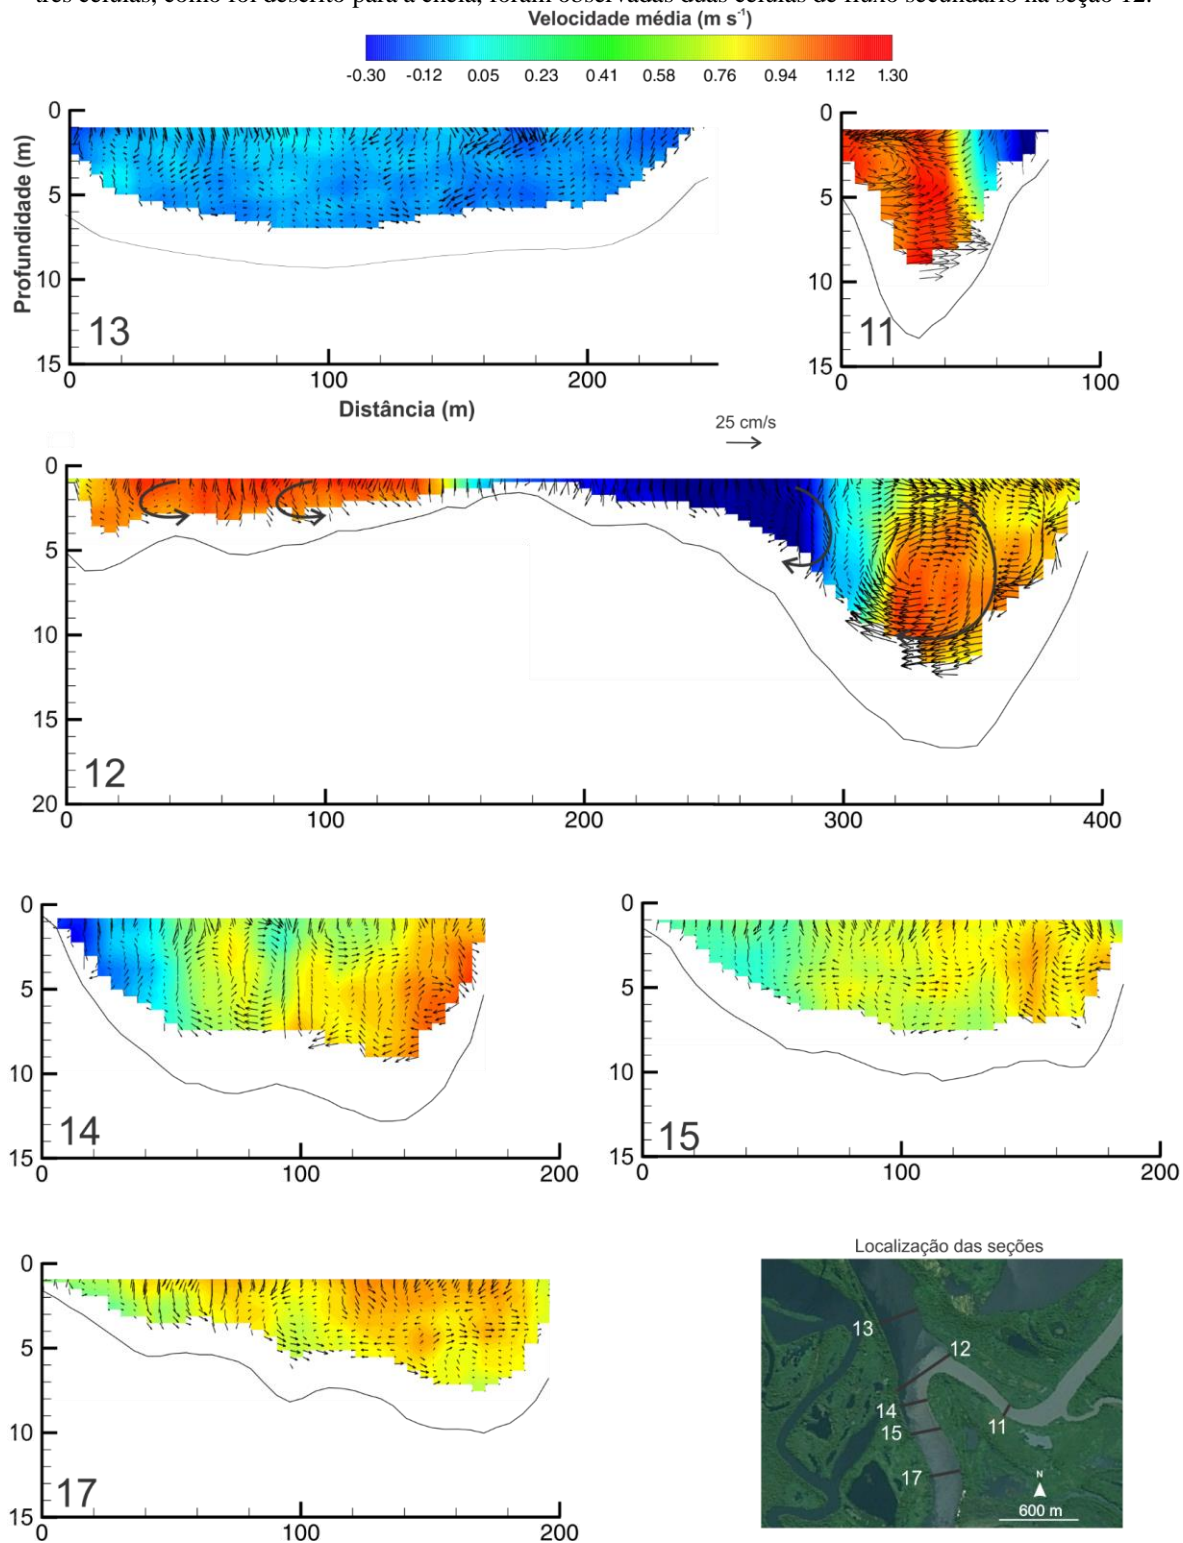 três células, como foi descrito para a cheia, foram observadas duas células de fluxo secundário na seção 12.
Velocidade média (m s⁻¹)
-0.30 -0.12 0.05 0.23 0.41 0.58 0.76 0.94 1.12 1.30
Profundidade (m)
0
5
10
15
13
0 100 200
Distância (m)
0
5
10
15
11
0 100
25 cm/s
0
5
10
15
20
12
0 100 200 300 400
0
5
10
15
14
0 100 200
0
5
10
15
15
0 100 200
0
5
10
15
17
0 100 200
Localização das seções
13
12
14
15
11
17
N
600 m